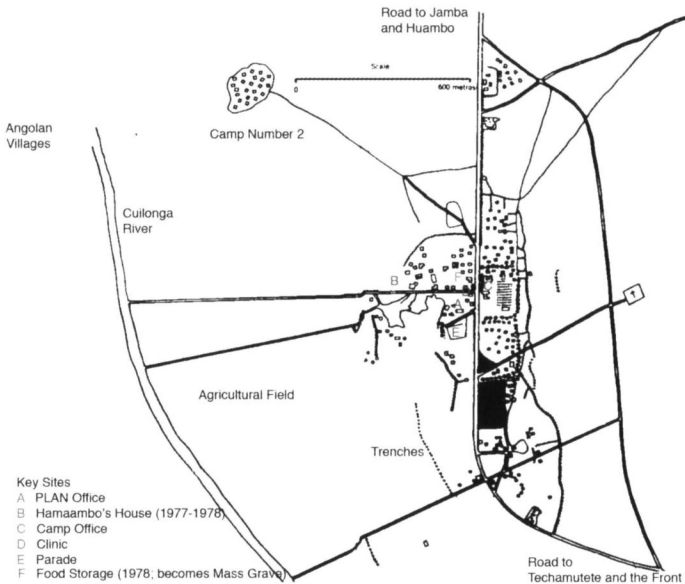 Road to Jamba
and Huambo
Scale
0
600 metres
Camp Number 2
Angolan
Villages
Cuilonga
River
B
F
A
E
Agricultural Field
Trenches
Key Sites
A PLAN Office
B Hamaambo's House (1977-1978)
C Camp Office
D Clinic
E Parade
F Food Storage (1978; becomes Mass Grave)
Road to
Techamutete and the Front